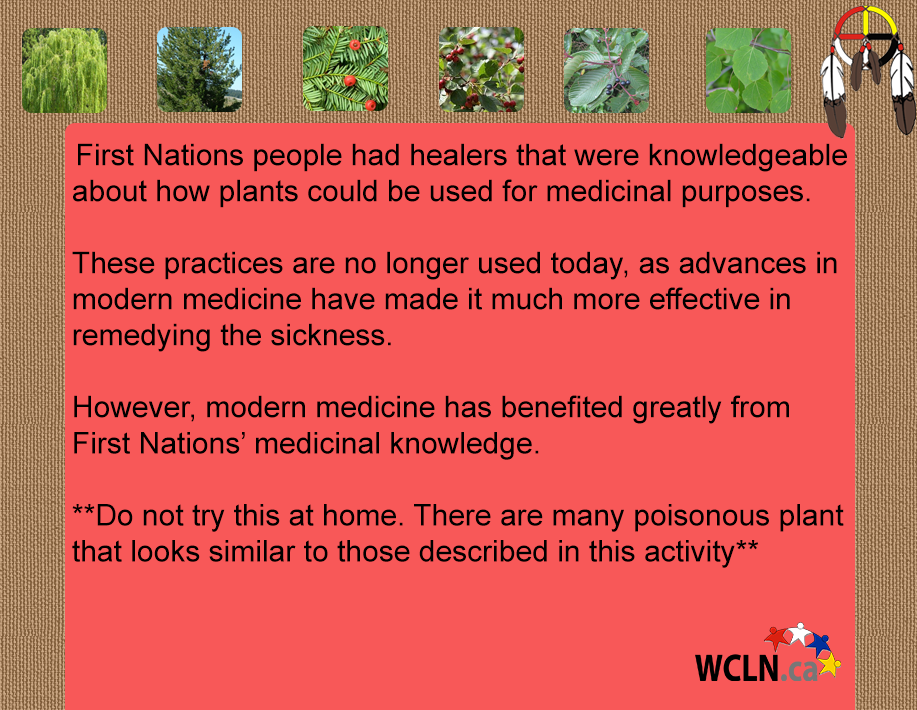 First Nations people had healers that were knowledgeable
about how plants could be used for medicinal purposes.
These practices are no longer used today, as advances in
modern medicine have made it much more effective in
remedying the sickness.
However, modern medicine has benefited greatly from
First Nations’ medicinal knowledge.
**Do not try this at home. There are many poisonous plant
that looks similar to those described in this activity**
WCLN.ca